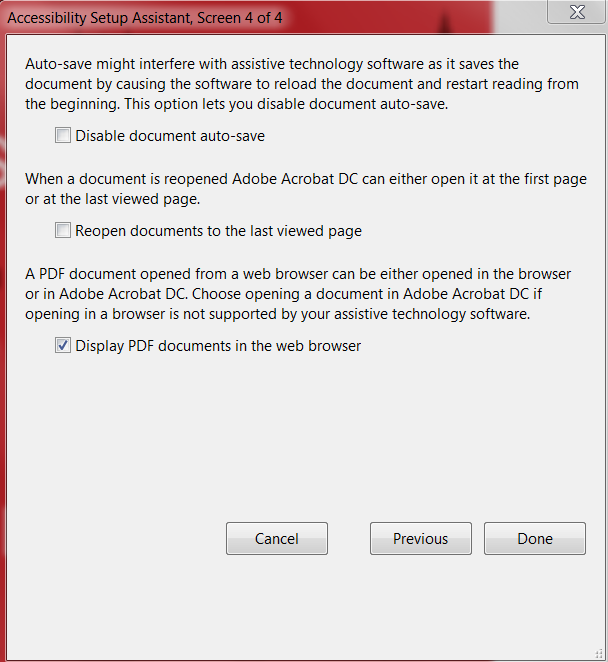 Accessibility Setup Assistant, Screen 4 of 4
Auto-save might interfere with assistive technology software as it saves the
document by causing the software to reload the document and restart reading from
the beginning. This option lets you disable document auto-save.
Disable document auto-save
When a document is reopened Adobe Acrobat DC can either open it at the first page
or at the last viewed page.
Reopen documents to the last viewed page
A PDF document opened from a web browser can be either opened in the browser
or in Adobe Acrobat DC. Choose opening a document in Adobe Acrobat DC if
opening in a browser is not supported by your assistive technology software.
Display PDF documents in the web browser
Cancel
Previous
Done